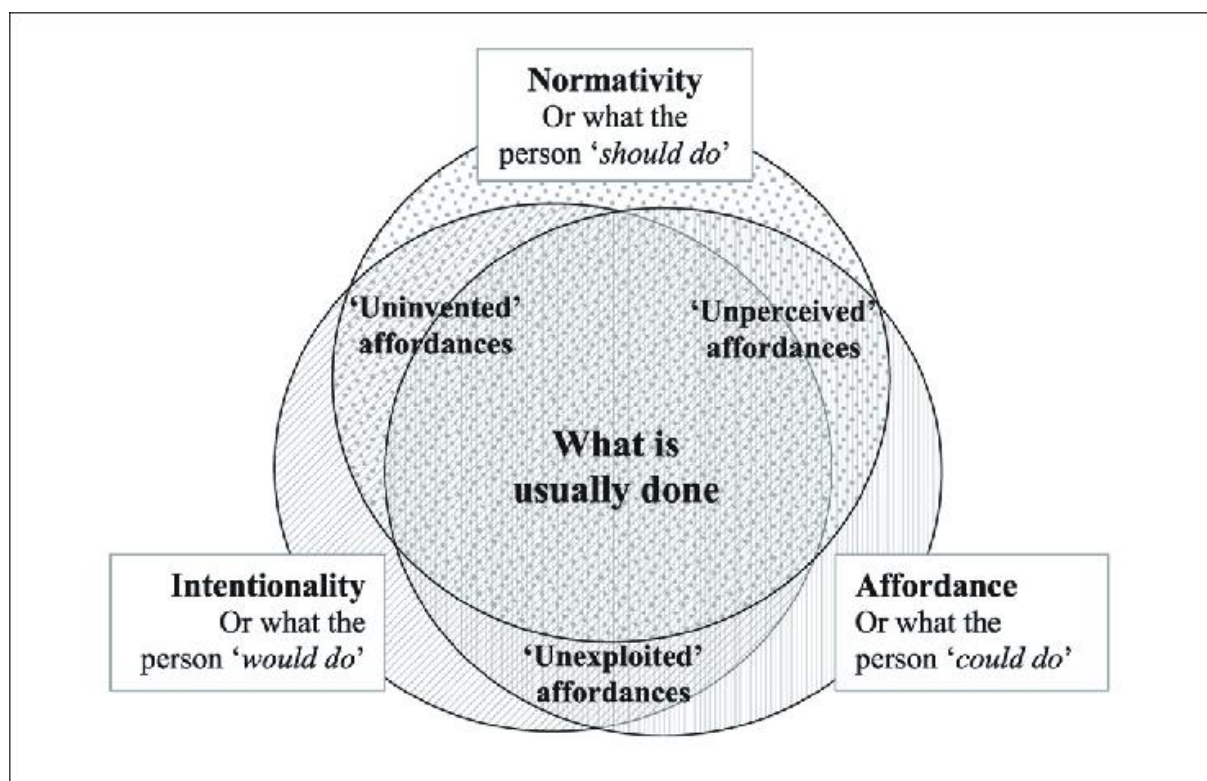 Normativity
Or what the
person ‘should do’
‘Uninvented’
affordances
‘Unperceived’
affordances
What is
usually done
Intentionality
Or what the
person ‘would do’
Affordance
Or what the
person ‘could do’
‘Unexploited’
affordances